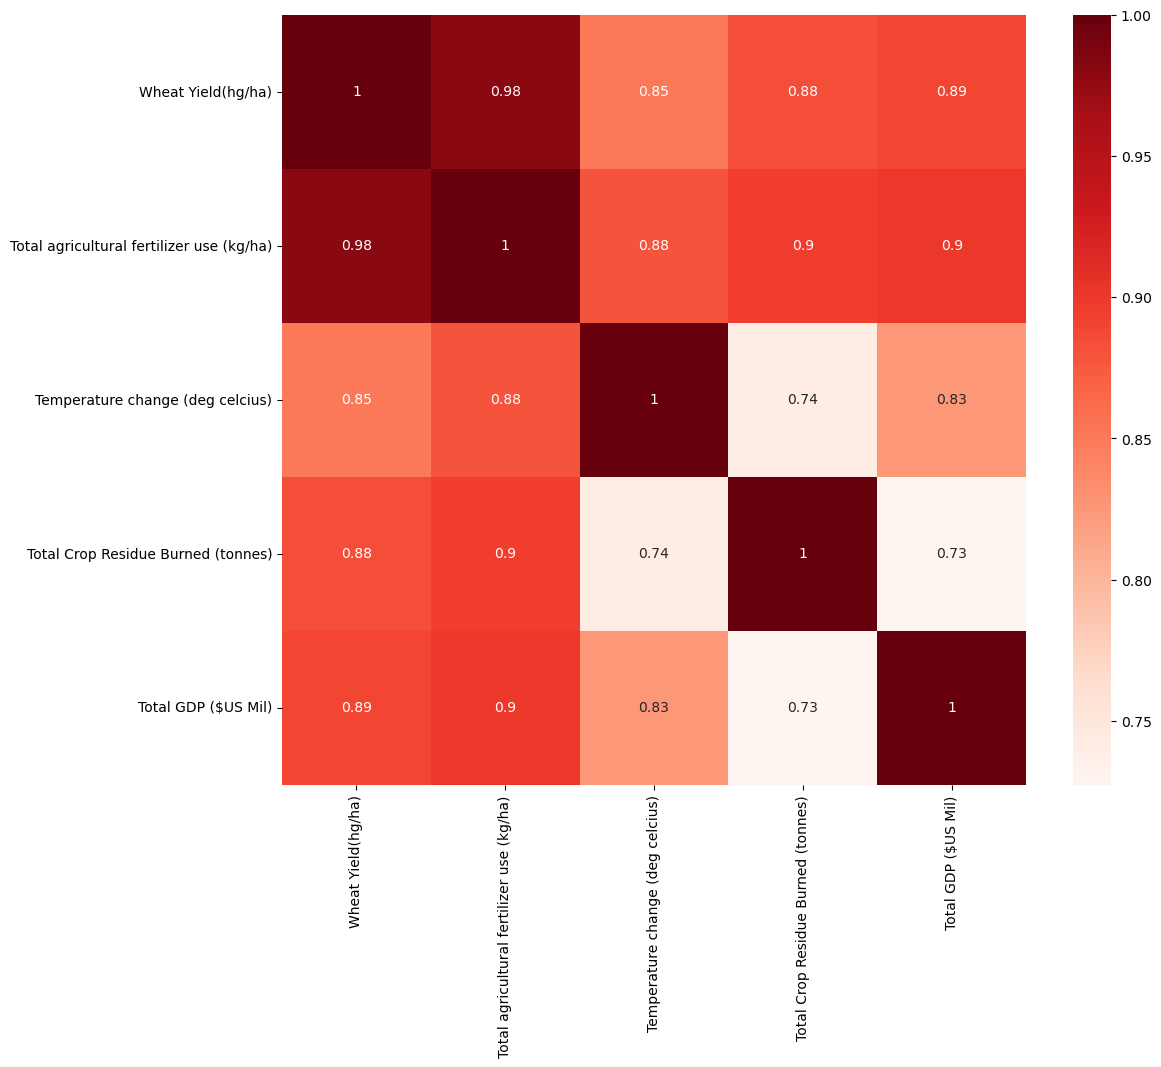 Wheat Yield(hg/ha) 1 0.98 0.85 0.88 0.89
Total agricultural fertilizer use (kg/ha) 0.98 1 0.88 0.9 0.9
Temperature change (deg celcius) 0.85 0.88 1 0.74 0.83
Total Crop Residue Burned (tonnes) 0.88 0.9 0.74 1 0.73
Total GDP ($US Mil) 0.89 0.9 0.83 0.73 1
Wheat Yield(hg/ha)
Total agricultural fertilizer use (kg/ha)
Temperature change (deg celcius)
Total Crop Residue Burned (tonnes)
Total GDP ($US Mil)
1.00
0.95
0.90
0.85
0.80
0.75